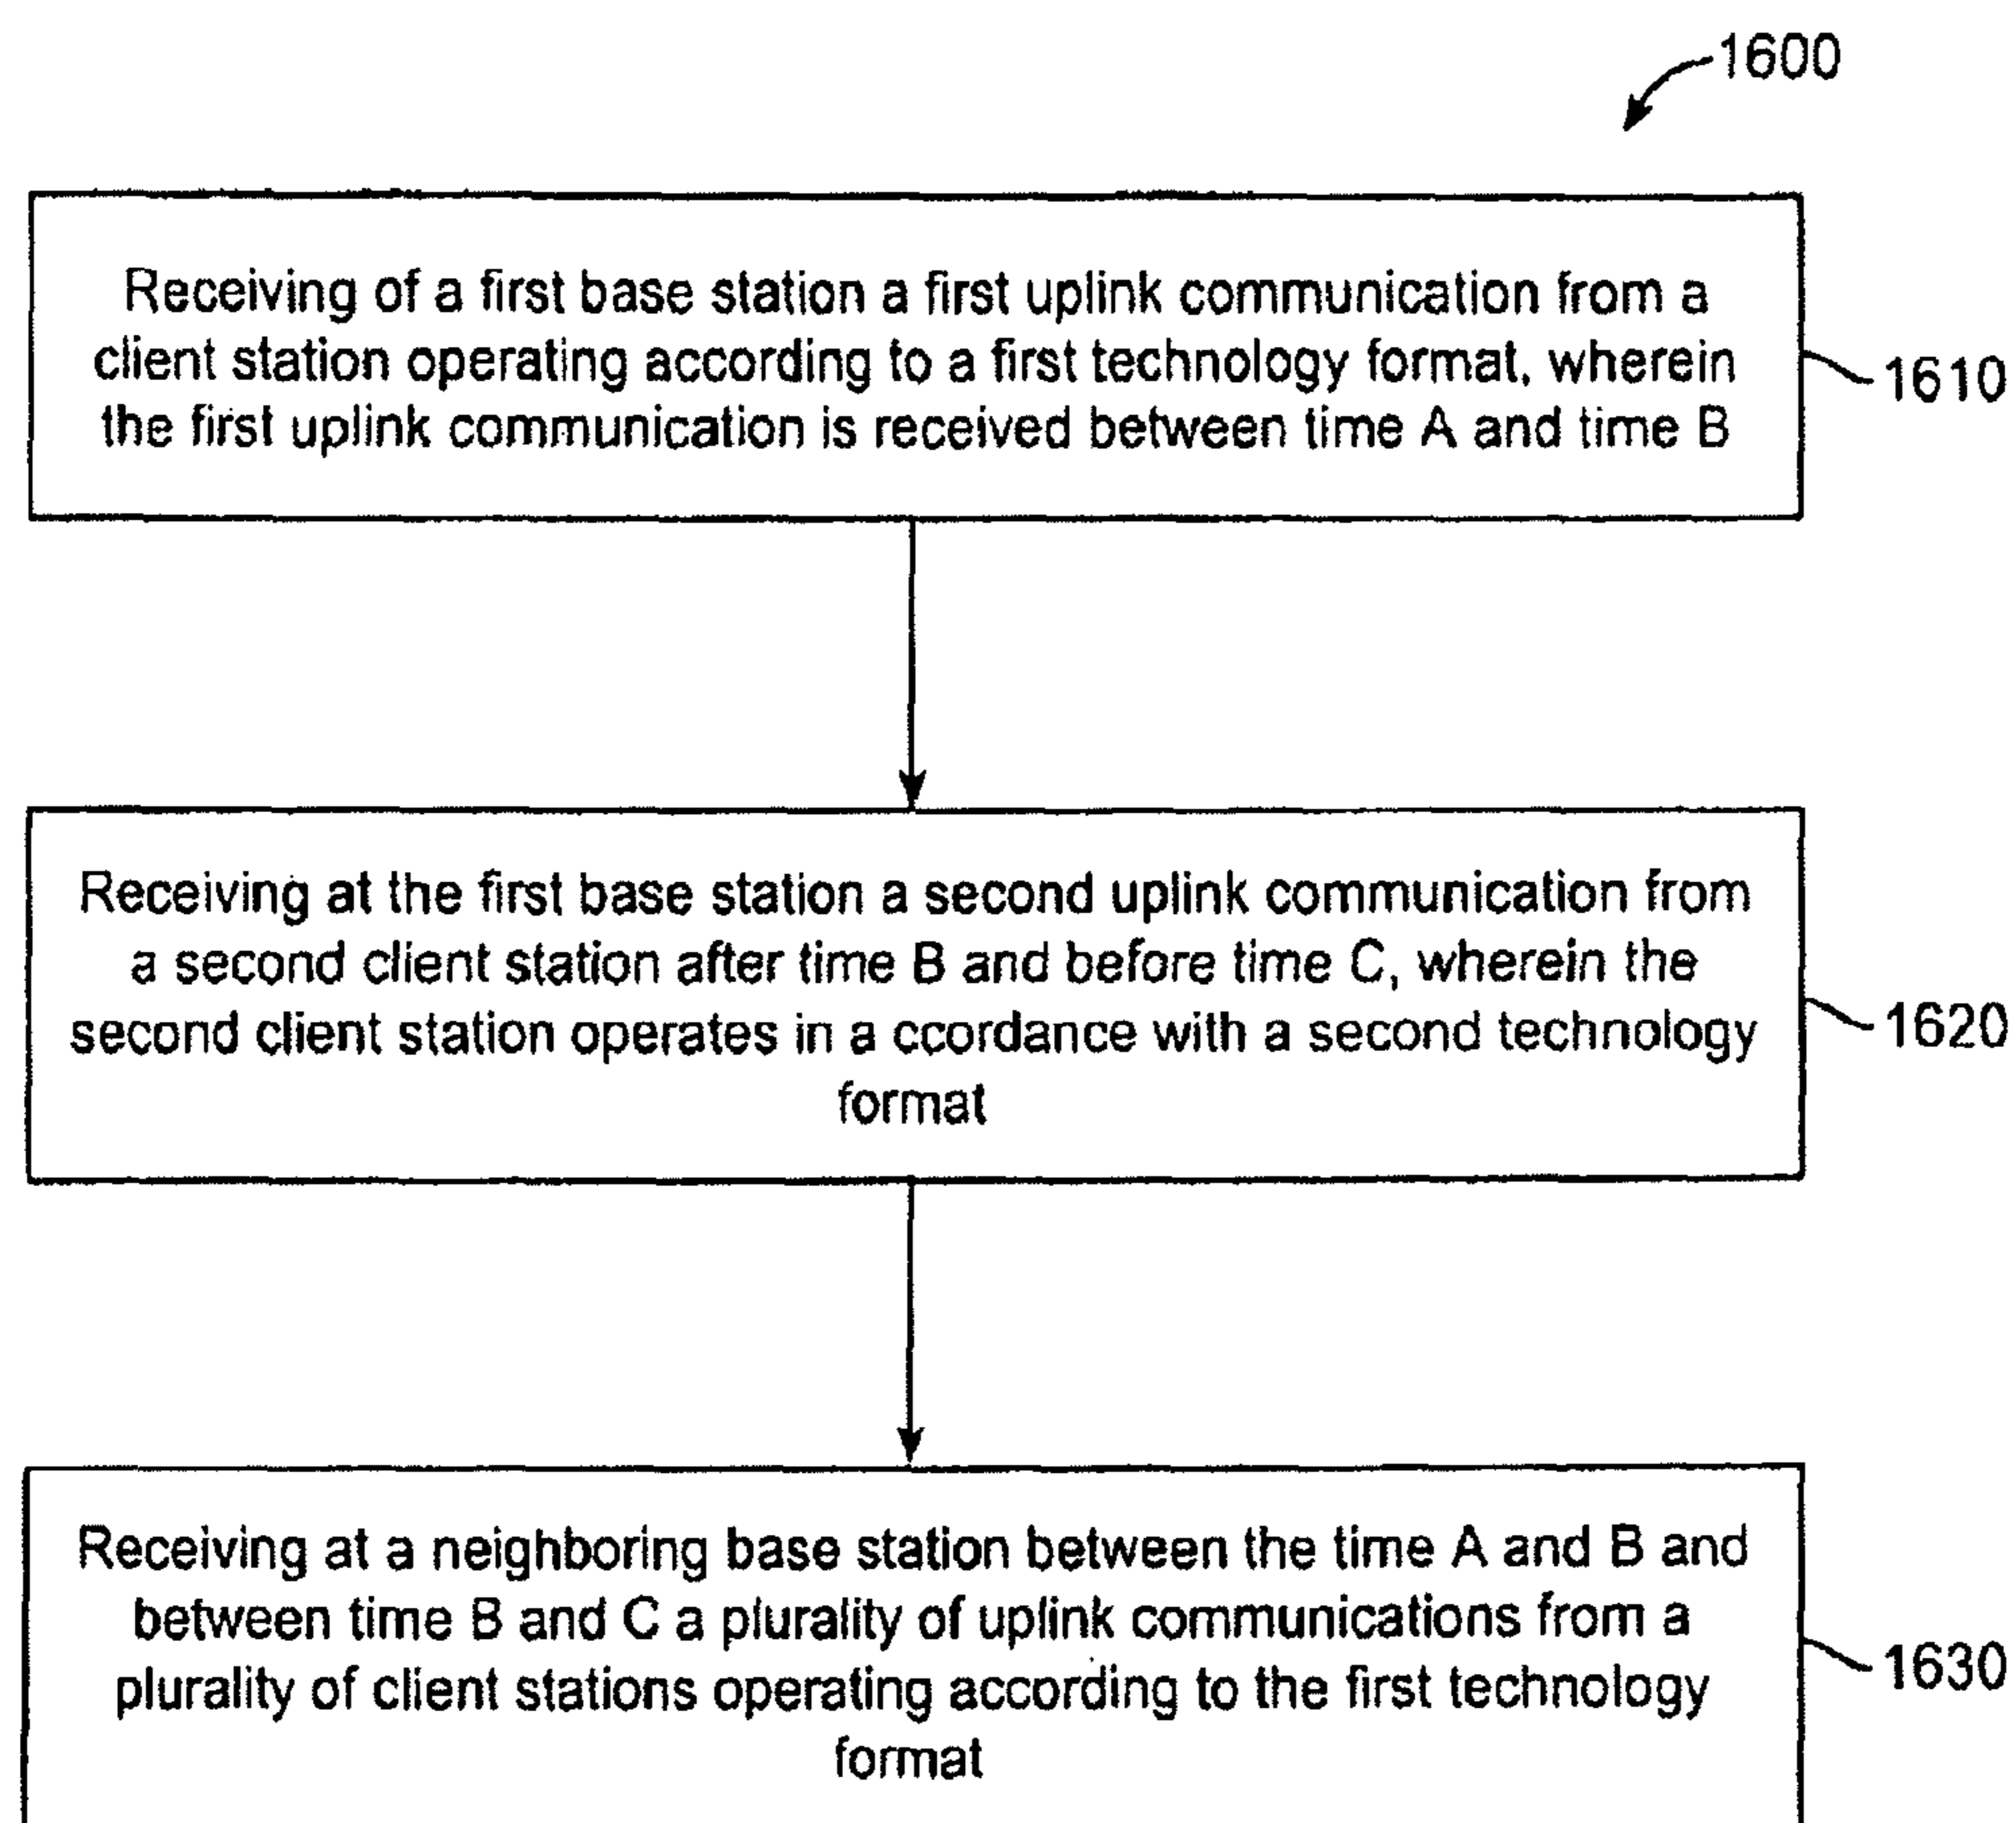 1600
Receiving of a first base station a first uplink communication from a
client station operating according to a first technology format, wherein
the first uplink communication is received between time A and time B
1610
Receiving at the first base station a second uplink communication from
a second client station after time B and before time C, wherein the
second client station operates in a ccordance with a second technology
format
1620
Receiving at a neighboring base station between the time A and B and
between time B and C a plurality of uplink communications from a
plurality of client stations operating according to the first technology
format
1630